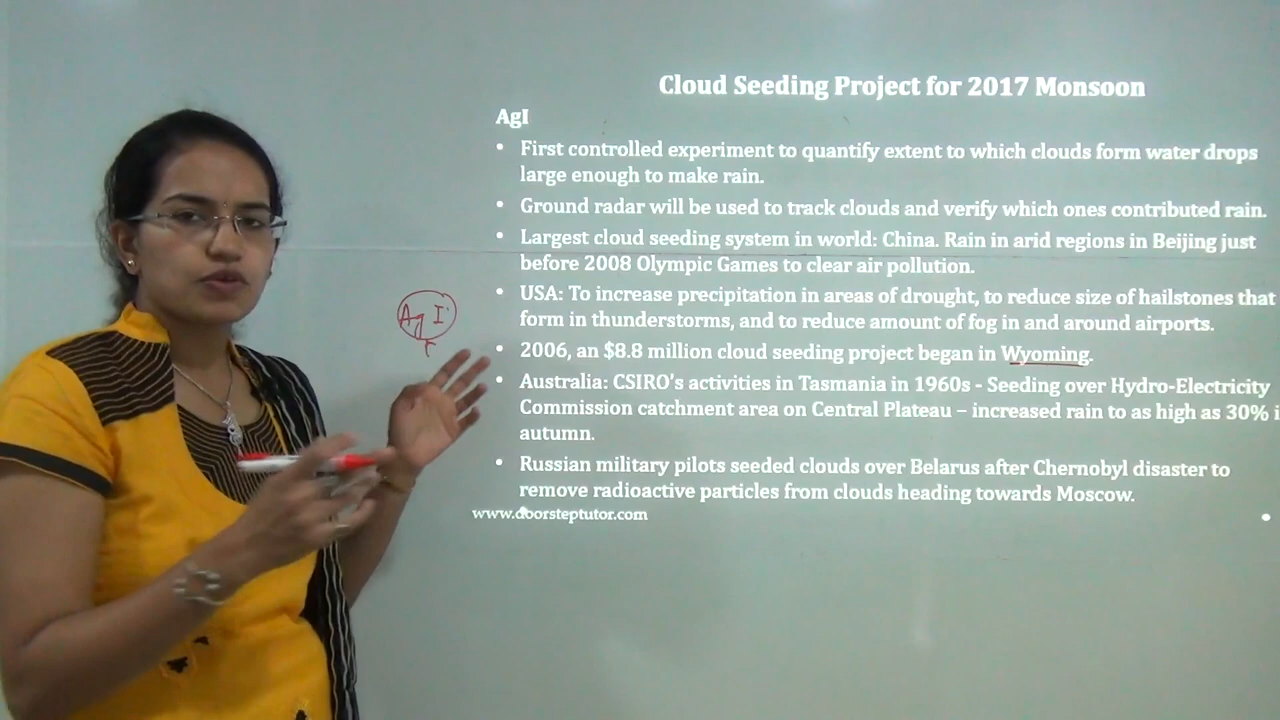 Cloud Seeding Project for 2017 Monsoon
AgI
• First controlled experiment to quantify extent to which clouds form water drops
large enough to make rain.
• Ground radar will be used to track clouds and verify which ones contributed rain.
• Largest cloud seeding system in world: China. Rain in arid regions in Beijing just
before 2008 Olympic Games to clear air pollution.
• USA: To increase precipitation in areas of drought, to reduce size of hailstones that
form in thunderstorms, and to reduce amount of fog in and around airports.
AgI
• 2006, an $8.8 million cloud seeding project began in Wyoming.
• Australia: CSIRO's activities in Tasmania in 1960s - Seeding over Hydro-Electricity
Commission catchment area on Central Plateau – increased rain to as high as 30% i
autumn.
• Russian military pilots seeded clouds over Belarus after Chernobyl disaster to
remove radioactive particles from clouds heading towards Moscow.
www.doorsteptutor.com